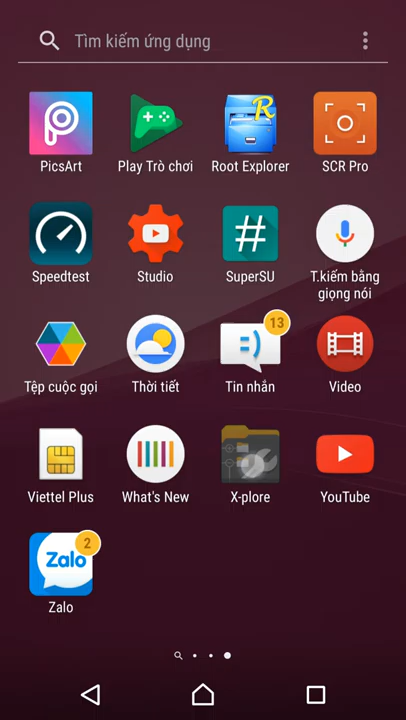 Tìm kiếm ứng dụng
R
PicsArt
Play Trò chơi
Root Explorer
SCR Pro
#
Speedtest
Studio
SuperSU
T.kiếm bằng
giọng nói
13
:)
Tệp cuộc gọi
Thời tiết
Tin nhắn
Video
Viettel Plus
What's New
X-plore
YouTube
2
Zalo
Zalo